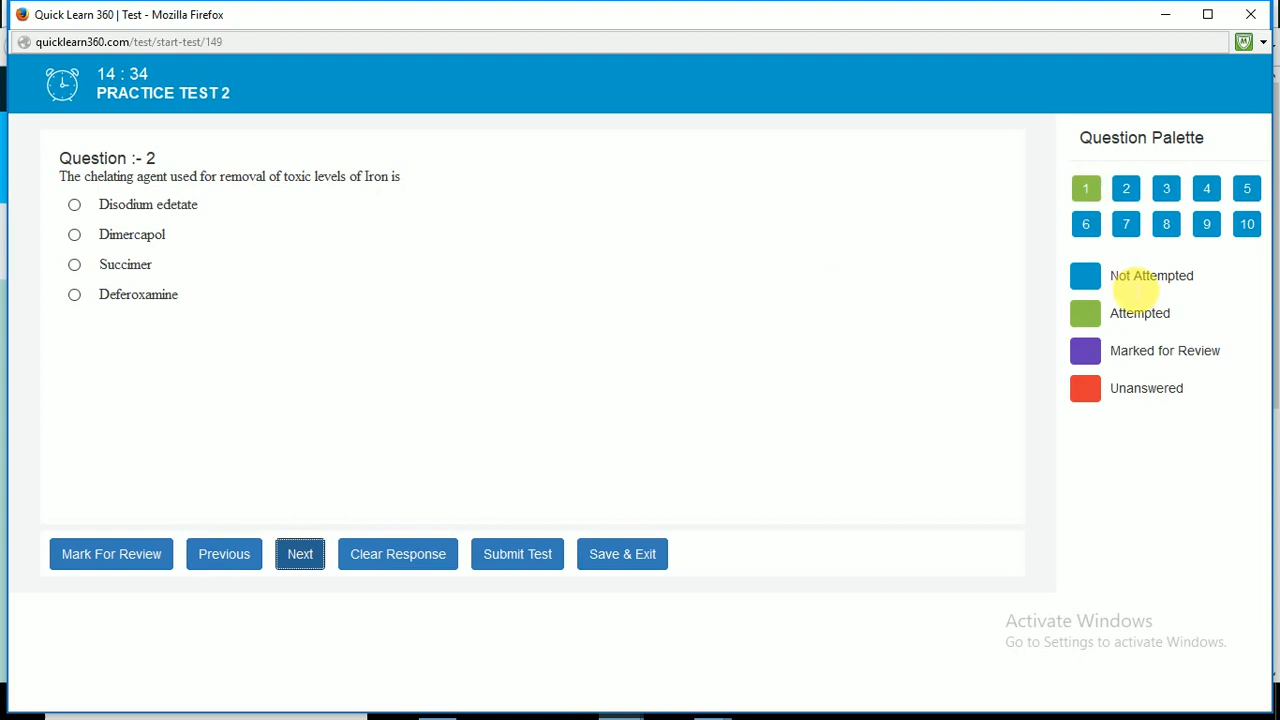 Quick Learn 360 | Test - Mozilla Firefox
quicklearn360.com/test/start-test/149
14 : 34
PRACTICE TEST 2
Question :- 2
The chelating agent used for removal of toxic levels of Iron is
Disodium edetate
Dimercapol
Succimer
Deferoxamine
Mark For Review Previous Next Clear Response Submit Test Save & Exit
Question Palette
1 2 3 4 5
6 7 8 9 10
Not Attempted
Attempted
Marked for Review
Unanswered
Activate Windows
Go to Settings to activate Windows.